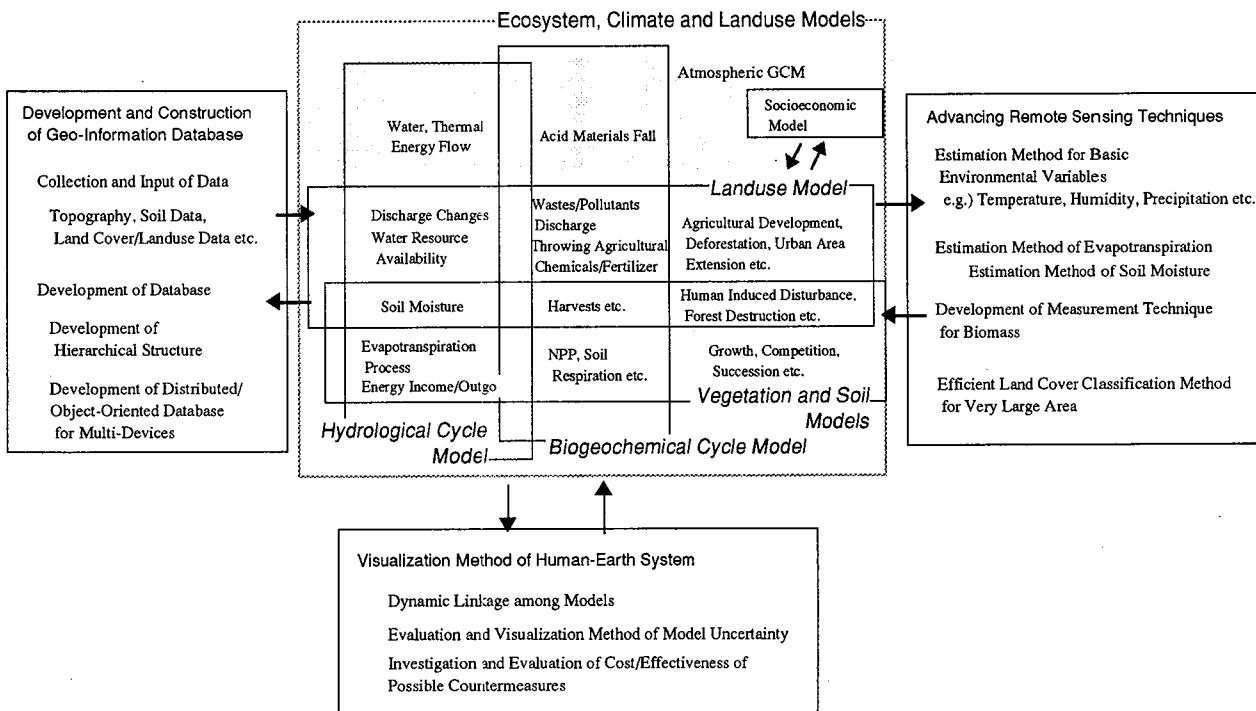 Ecosystem, Climate and Landuse Models
Development and Construction
of Geo-Information Database
Collection and Input of Data
Topography, Soil Data,
Land Cover/Landuse Data etc.
Development of Database
Development of
Hierarchical Structure
Development of Distributed/
Object-Oriented Database
for Multi-Devices
Atmospheric GCM
Socioeconomic
Model
Water, Thermal
Energy Flow
Acid Materials Fall
Landuse Model
Discharge Changes
Water Resource
Availability
Wastes/Pollutants
Discharge
Throwing Agricultural
Chemicals/Fertilizer
Agricultural Development,
Deforestation, Urban Area
Extension etc.
Soil Moisture
Harvests etc.
Human Induced Disturbance,
Forest Destruction etc.
Evapotranspiration
Process
Energy Income/Outgo
NPP, Soil
Respiration etc.
Growth, Competition,
Succession etc.
Vegetation and Soil
Models
Hydrological Cycle
Model
Biogeochemical Cycle Model
Advancing Remote Sensing Techniques
Estimation Method for Basic
Environmental Variables
e.g.) Temperature, Humidity, Precipitation etc.
Estimation Method of Evapotranspiration
Estimation Method of Soil Moisture
Development of Measurement Technique
for Biomass
Efficient Land Cover Classification Method
for Very Large Area
Visualization Method of Human-Earth System
Dynamic Linkage among Models
Evaluation and Visualization Method of Model Uncertainty
Investigation and Evaluation of Cost/Effectiveness of
Possible Countermeasures